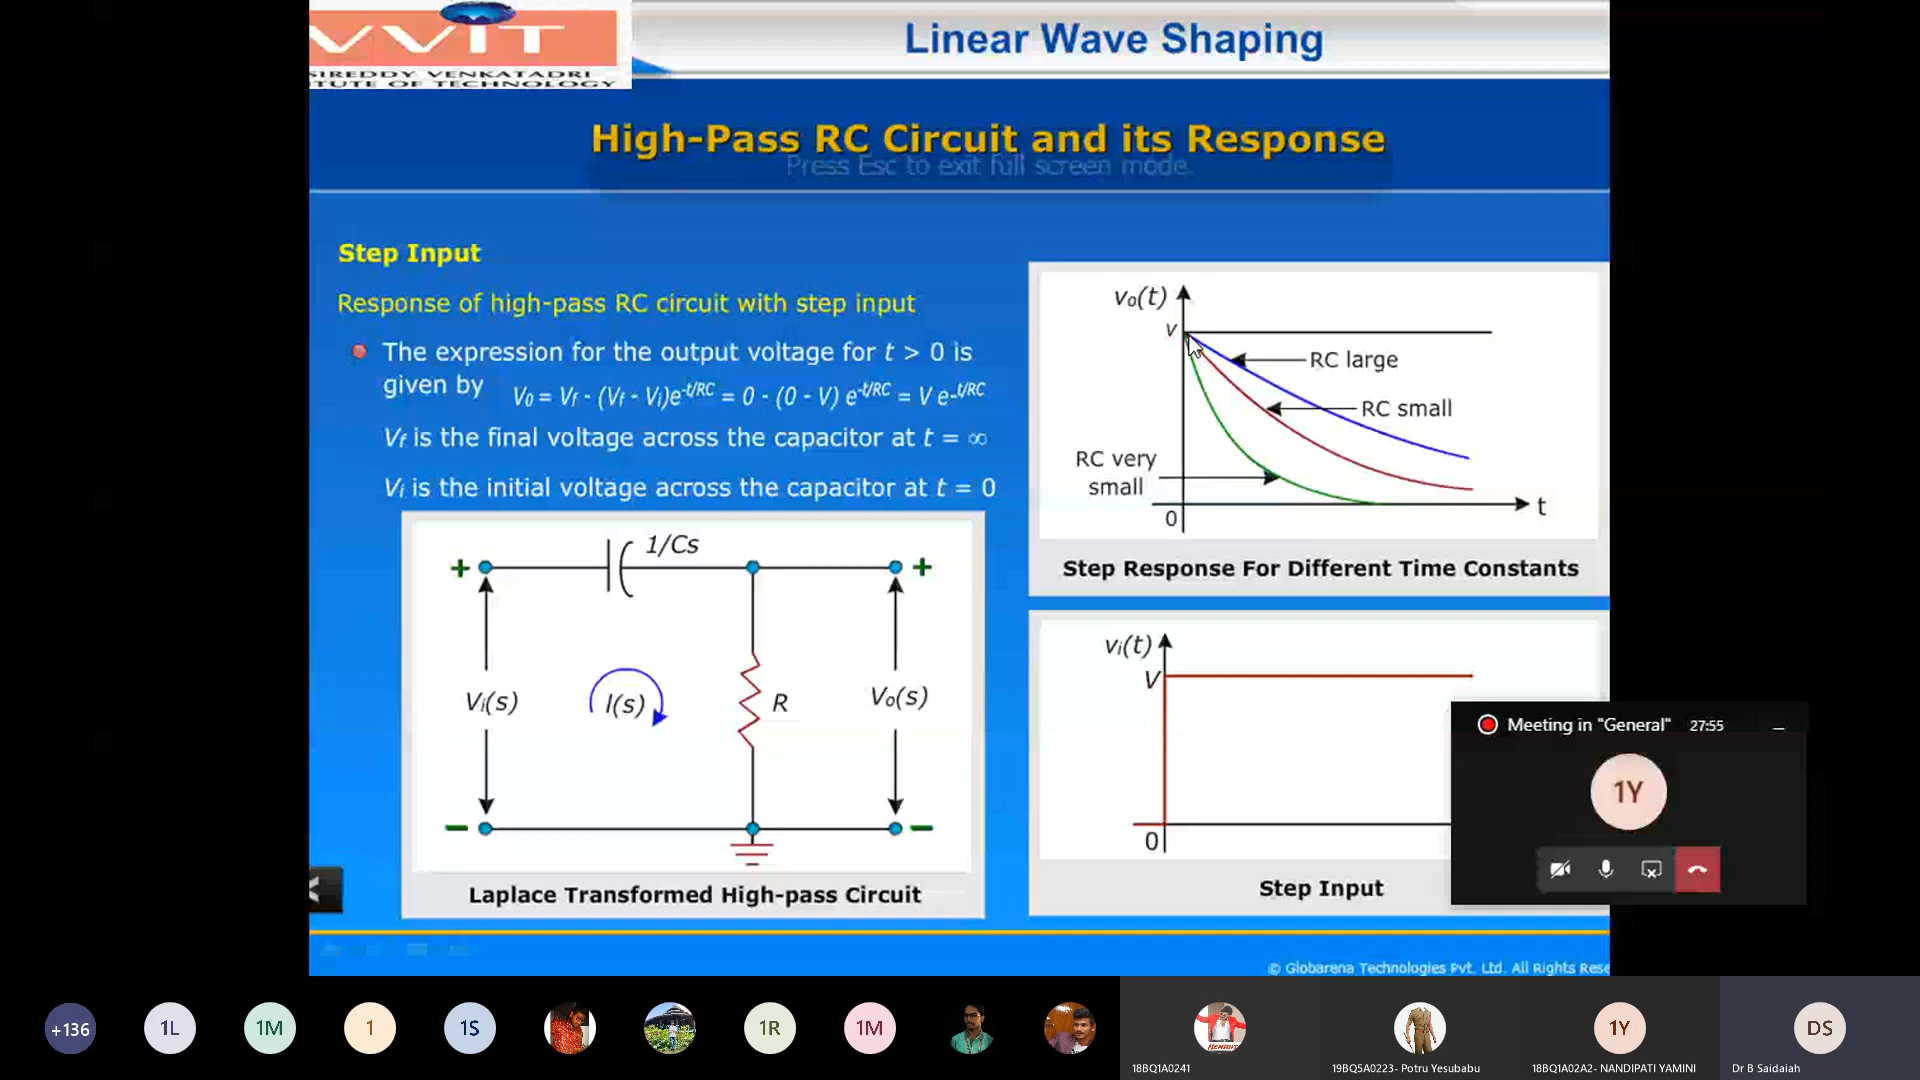 VVIT
SIREDDY VENKATADRI
TUTE OF TECHNOLOGY
Linear Wave Shaping
High-Pass RC Circuit and its Response
Press Esc to exit full screen mode.
Step Input
Response of high-pass RC circuit with step input
The expression for the output voltage for t > 0 is
given by V₀ = Vf - (Vf - Vi)e^-t/RC = 0 - (0 - V) e^-t/RC = V e-t/RC
Vf is the final voltage across the capacitor at t = ∞
Vi is the initial voltage across the capacitor at t = 0
1/Cs
+
+
Vi(s)
I(s)
R
Vo(s)
−
−
Laplace Transformed High-pass Circuit
vo(t)
V
RC large
RC small
RC very
small
0
t
Step Response For Different Time Constants
vi(t)
V
0
Step Input
Meeting in "General" 27:55
1Y
© Globarena Technologies Pvt. Ltd. All Rights Rese
+136
1L
1M
1
1S
1R
1M
HEMANT
18BQ1A0241
19BQ5A0223- Potru Yesubabu
1Y
18BQ1A02A2- NANDIPATI YAMINI
DS
Dr B Saidaiah